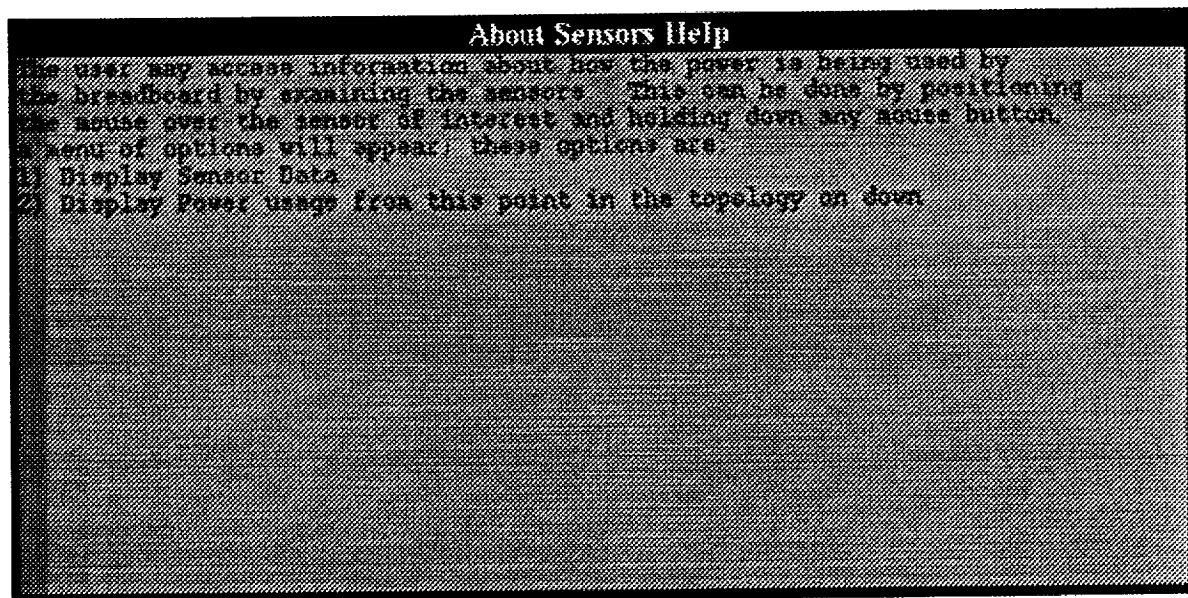 About Sensors Help
The user may access information about how the power is being used by
the breadboard by examining the sensors. This can be done by positioning
the mouse over the sensor of interest and holding down any mouse button.
A menu of options will appear; these options are:
1) Display Sensor Data
2) Display Power usage from this point in the topology on down